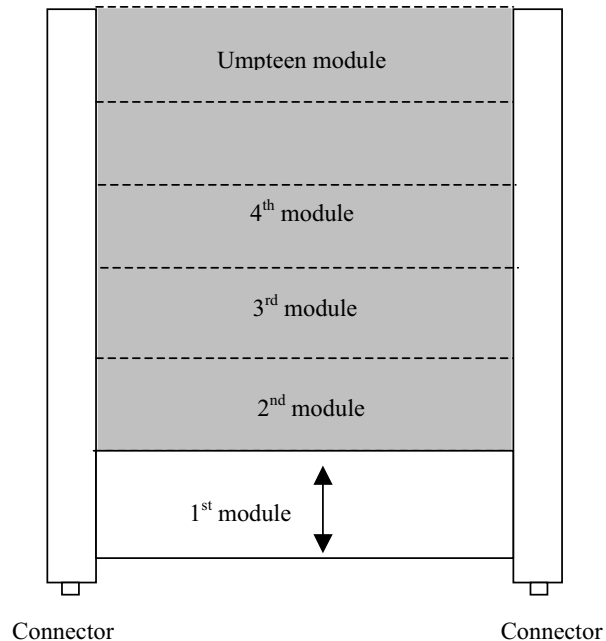 Umpteen module
4th module
3rd module
2nd module
1st module
Connector Connector